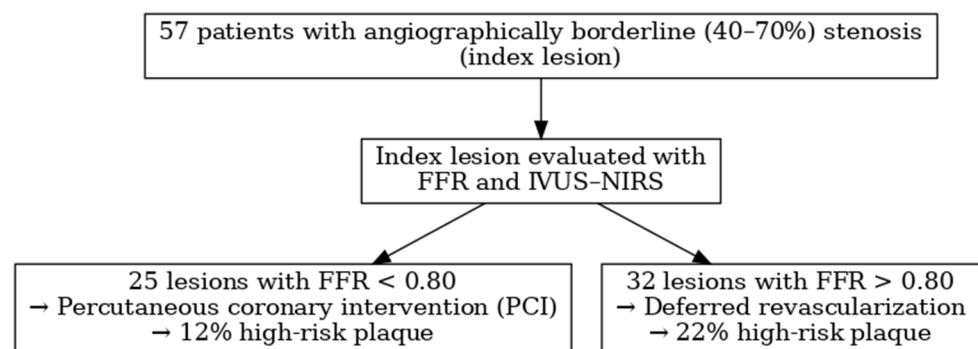 57 patients with angiographically borderline (40–70%) stenosis
(index lesion)
Index lesion evaluated with
FFR and IVUS–NIRS
25 lesions with FFR < 0.80
→ Percutaneous coronary intervention (PCI)
→ 12% high-risk plaque
32 lesions with FFR > 0.80
→ Deferred revascularization
→ 22% high-risk plaque